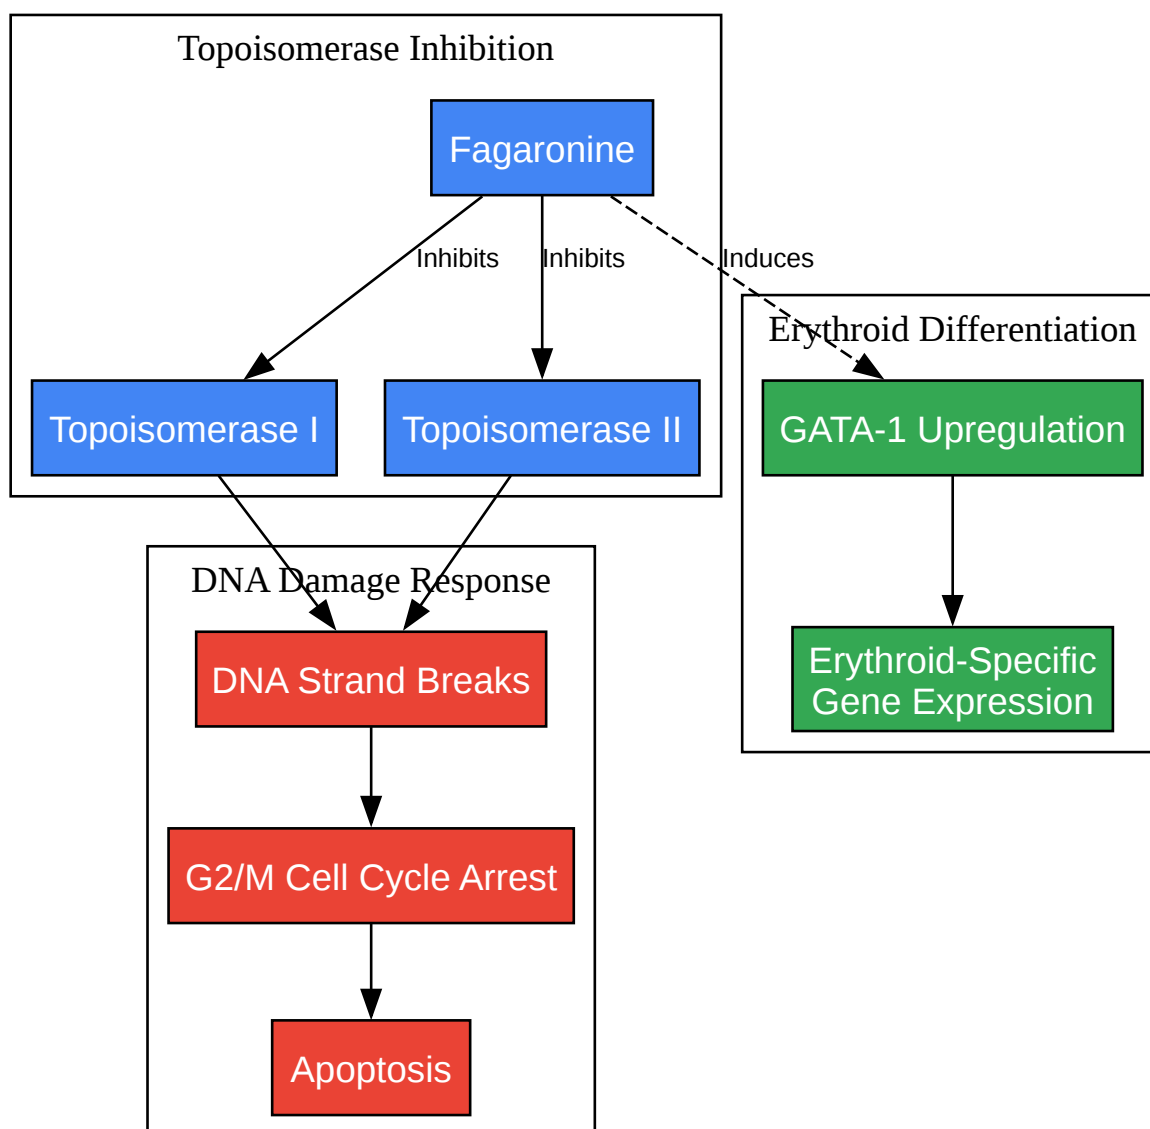 Topoisomerase Inhibition
Fagaronine
Inhibits
Inhibits
Induces
Erythroid Differentiation
Topoisomerase I
Topoisomerase II
GATA-1 Upregulation
DNA Damage Response
DNA Strand Breaks
Erythroid-Specific
Gene Expression
G2/M Cell Cycle Arrest
Apoptosis